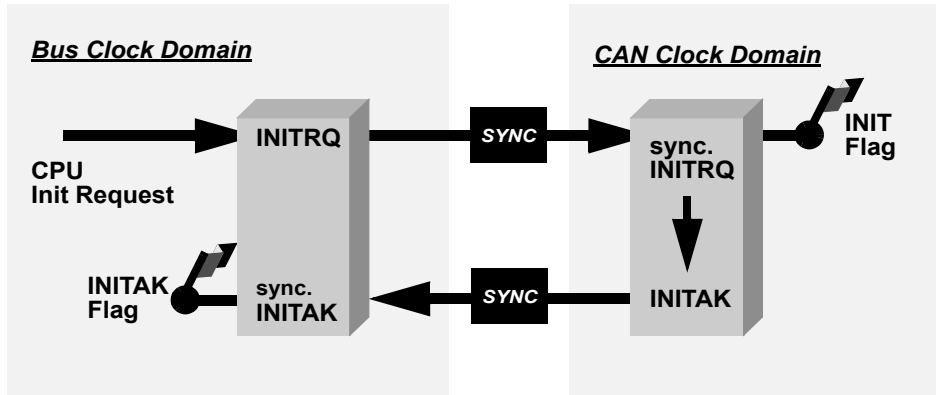 Bus Clock Domain
CAN Clock Domain
CPU
Init Request
INITRQ
SYNC
sync.
INITRQ
INIT
Flag
INITAK
Flag
sync.
INITAK
SYNC
INITAK